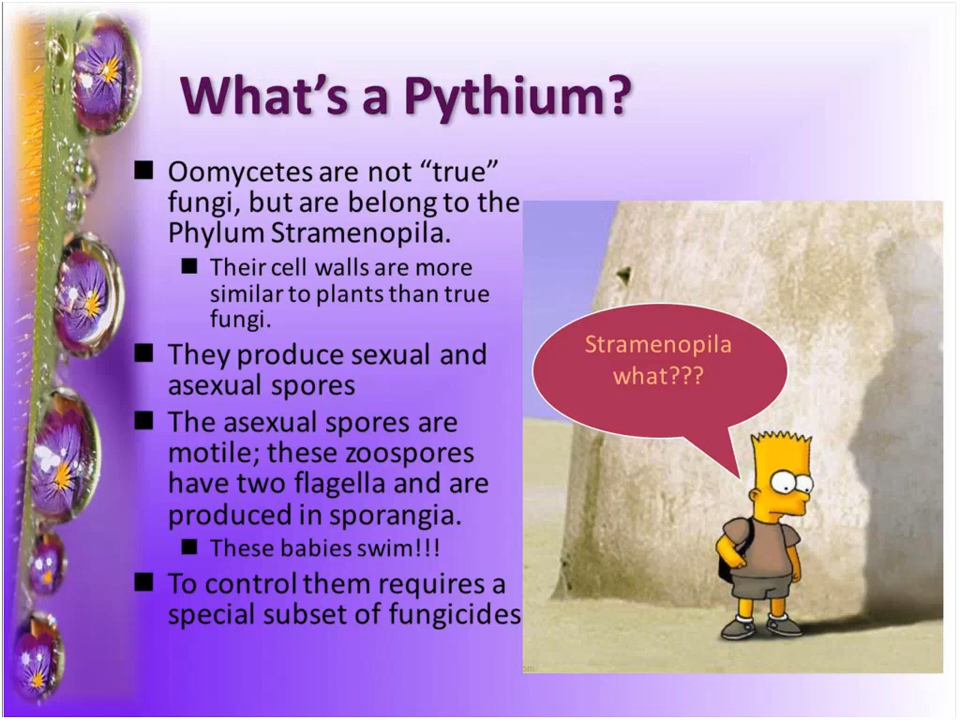 What's a Pythium?
Oomycetes are not “true”
fungi, but are belong to the
Phylum Stramenopila.
Their cell walls are more
similar to plants than true
fungi.
They produce sexual and
asexual spores
The asexual spores are
motile; these zoospores
have two flagella and are
produced in sporangia.
These babies swim!!!
To control them requires a
special subset of fungicides
Stramenopila
what???